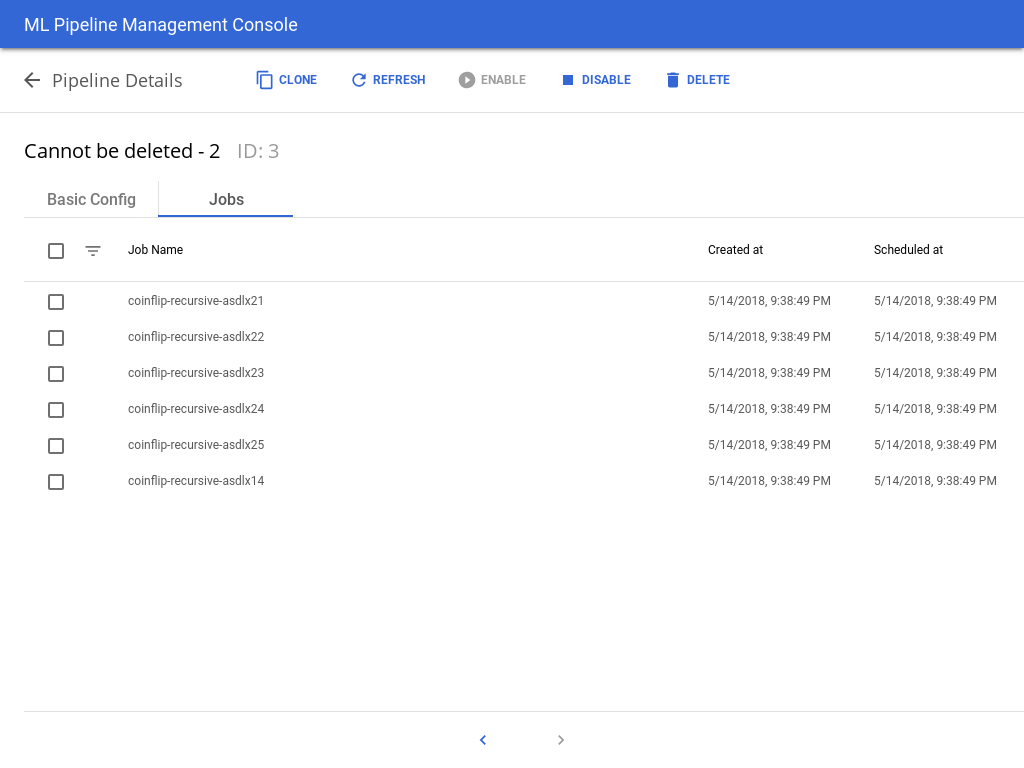 ML Pipeline Management Console
Pipeline Details CLONE REFRESH ENABLE DISABLE DELETE
Cannot be deleted - 2 ID: 3
Basic Config Jobs
Job Name Created at Scheduled at
coinflip-recursive-asdlx21 5/14/2018, 9:38:49 PM 5/14/2018, 9:38:49 PM
coinflip-recursive-asdlx22 5/14/2018, 9:38:49 PM 5/14/2018, 9:38:49 PM
coinflip-recursive-asdlx23 5/14/2018, 9:38:49 PM 5/14/2018, 9:38:49 PM
coinflip-recursive-asdlx24 5/14/2018, 9:38:49 PM 5/14/2018, 9:38:49 PM
coinflip-recursive-asdlx25 5/14/2018, 9:38:49 PM 5/14/2018, 9:38:49 PM
coinflip-recursive-asdlx14 5/14/2018, 9:38:49 PM 5/14/2018, 9:38:49 PM